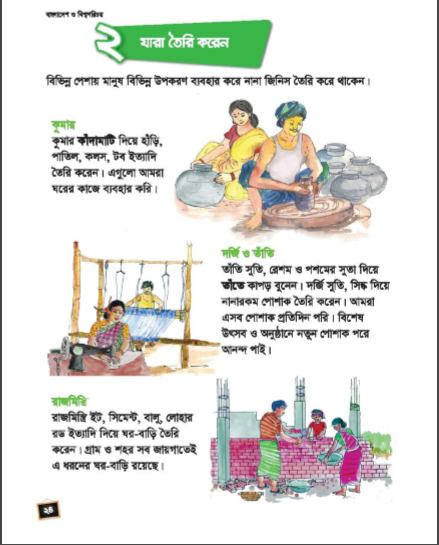 বাংলাদেশ ও বিশ্বপরিচয়
২ যারা তৈরি করেন
বিভিন্ন পেশায় মানুষ বিভিন্ন উপকরণ ব্যবহার করে নানা জিনিস তৈরি করে থাকেন।
কুমার
কুমার কাঁদামাটি দিয়ে হাঁড়ি,
পাতিল, কলস, টব ইত্যাদি
তৈরি করেন। এগুলো আমরা
ঘরের কাজে ব্যবহার করি।
দর্জি ও তাঁতি
তাঁতি সুতি, রেশম ও পশমের সুতা দিয়ে
তাঁতে কাপড় বুনেন। দর্জি সুতি, সিল্ক দিয়ে
নানারকম পোশাক তৈরি করেন। আমরা
এসব পোশাক প্রতিদিন পরি। বিশেষ
উৎসব ও অনুষ্ঠানে নতুন পোশাক পরে
আনন্দ পাই।
রাজমিস্ত্রি
রাজমিস্ত্রি ইট, সিমেন্ট, বালু, লোহার
রড ইত্যাদি দিয়ে ঘর-বাড়ি তৈরি
করেন। গ্রাম ও শহর সব জায়গাতেই
এ ধরনের ঘর-বাড়ি রয়েছে।
২৪